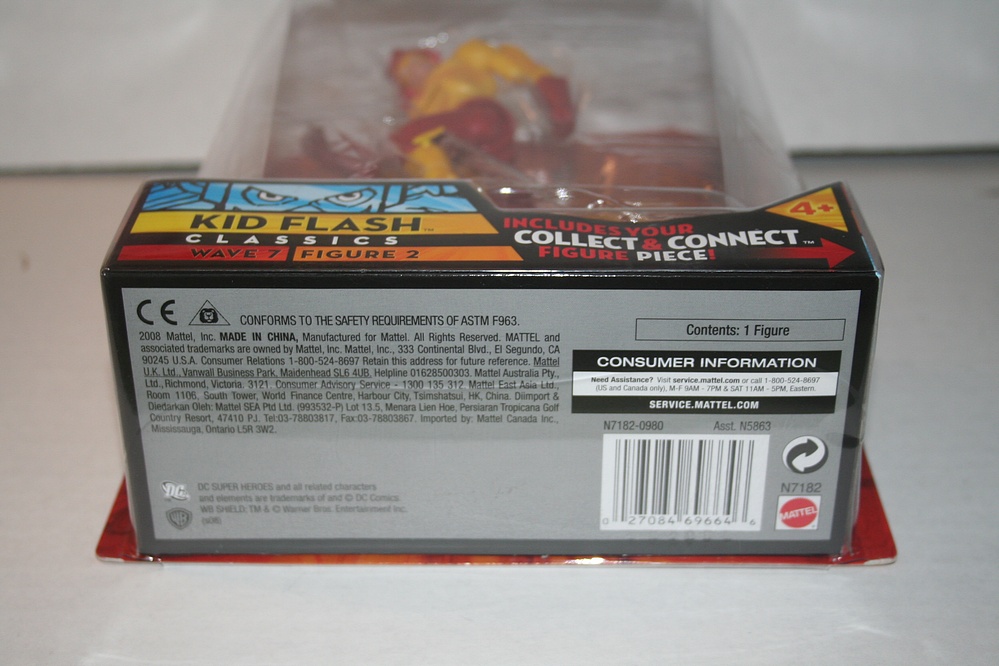 KID FLASH™
CLASSICS
WAVE 7 | FIGURE 2
INCLUDES YOUR
COLLECT & CONNECT™
FIGURE PIECE!
4+
CE
CONFORMS TO THE SAFETY REQUIREMENTS OF ASTM F963.
2008 Mattel, Inc. MADE IN CHINA, Manufactured for Mattel. All Rights Reserved. MATTEL and
associated trademarks are owned by Mattel, Inc. Mattel, Inc., 333 Continental Blvd., El Segundo, CA
90245 U.S.A. Consumer Relations 1-800-524-8697 Retain this address for future reference. Mattel
U.K. Ltd., Vanwall Business Park, Maidenhead SL6 4UB, Helpline 01628500303. Mattel Australia Pty.,
Ltd., Richmond, Victoria. 3121. Consumer Advisory Service - 1300 135 312. Mattel East Asia Ltd.,
Room 1106, South Tower, World Finance Centre, Harbour City, Tsimshatsui, HK, China. Diimport &
Diedarkan Oleh: Mattel SEA Ptd Ltd. (993532-P) Lot 13.5, Menara Lien Hoe, Persiaran Tropicana Golf
Country Resort, 47410 PJ. Tel:03-78803817, Fax:03-78803867. Imported by: Mattel Canada Inc.,
Mississauga, Ontario L5R 3W2.
DC
DC SUPER HEROES and all related characters
and elements are trademarks of and © DC Comics.
WB SHIELD: TM & © Warner Bros. Entertainment Inc.
(s08)
Contents: 1 Figure
CONSUMER INFORMATION
Need Assistance? Visit service.mattel.com or call 1-800-524-8697
(US and Canada only), M-F 9AM - 7PM & SAT 11AM - 5PM, Eastern.
SERVICE.MATTEL.COM
N7182-0980 Asst. N5863
0 27084 69664 6
N7182
MATTEL